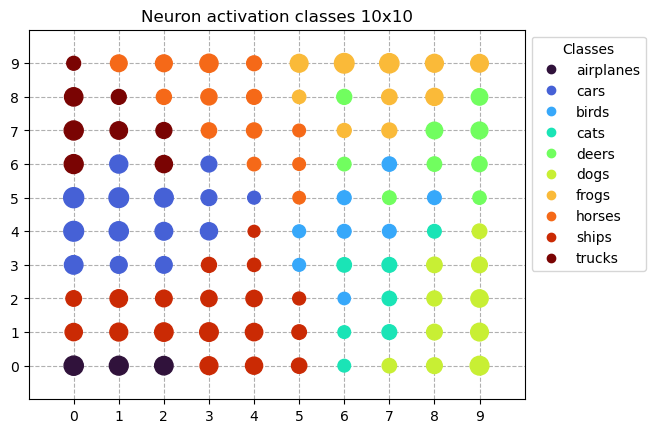 Neuron activation classes 10x10
9
8
7
6
5
4
3
2
1
0
0 1 2 3 4 5 6 7 8 9
Classes
airplanes
cars
birds
cats
deers
dogs
frogs
horses
ships
trucks